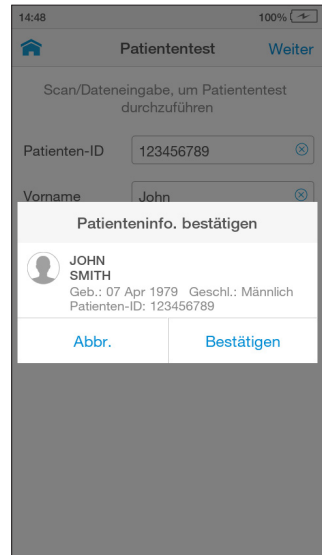 14:48 100%
Patiententest Weiter
Scan/Dateneingabe, um Patiententest
durchzuführen
Patienten-ID 123456789
Vorname John
Patienteninfo. bestätigen
JOHN
SMITH
Geb.: 07 Apr 1979 Geschl.: Männlich
Patienten-ID: 123456789
Abbr. Bestätigen